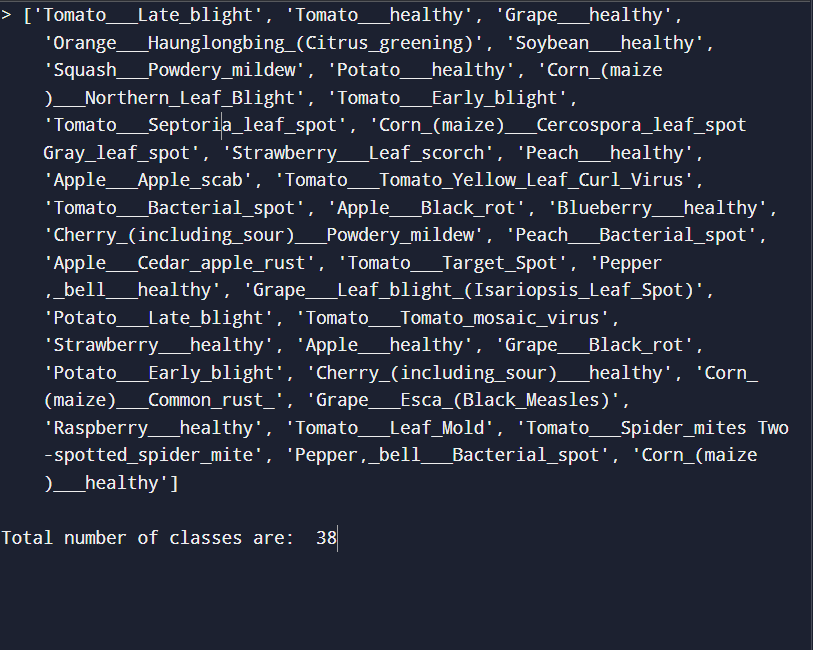 > ['Tomato___Late_blight', 'Tomato___healthy', 'Grape___healthy',
'Orange___Haunglongbing_(Citrus_greening)', 'Soybean___healthy',
'Squash___Powdery_mildew', 'Potato___healthy', 'Corn_(maize
)___Northern_Leaf_Blight', 'Tomato___Early_blight',
'Tomato___Septoria_leaf_spot', 'Corn_(maize)___Cercospora_leaf_spot
Gray_leaf_spot', 'Strawberry___Leaf_scorch', 'Peach___healthy',
'Apple___Apple_scab', 'Tomato___Tomato_Yellow_Leaf_Curl_Virus',
'Tomato___Bacterial_spot', 'Apple___Black_rot', 'Blueberry___healthy',
'Cherry_(including_sour)___Powdery_mildew', 'Peach___Bacterial_spot',
'Apple___Cedar_apple_rust', 'Tomato___Target_Spot', 'Pepper
,_bell___healthy', 'Grape___Leaf_blight_(Isariopsis_Leaf_Spot)',
'Potato___Late_blight', 'Tomato___Tomato_mosaic_virus',
'Strawberry___healthy', 'Apple___healthy', 'Grape___Black_rot',
'Potato___Early_blight', 'Cherry_(including_sour)___healthy', 'Corn_
(maize)___Common_rust_', 'Grape___Esca_(Black_Measles)',
'Raspberry___healthy', 'Tomato___Leaf_Mold', 'Tomato___Spider_mites Two
-spotted_spider_mite', 'Pepper,_bell___Bacterial_spot', 'Corn_(maize
)___healthy']
Total number of classes are:  38